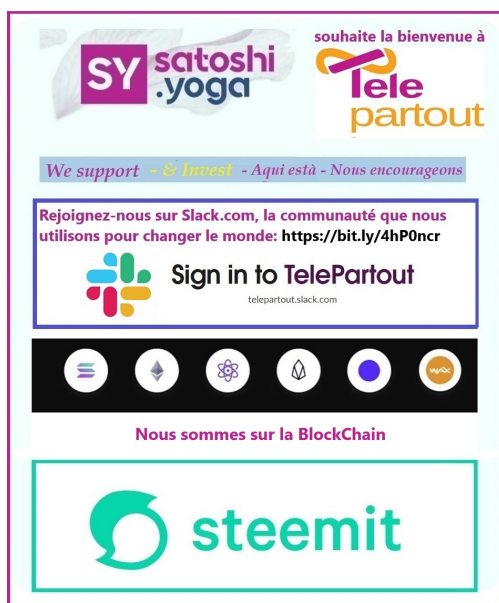 souhaite la bienvenue à
SY satoshi
.yoga
Tele
partout
We support - & Invest - Aqui està - Nous encourageons
Rejoignez-nous sur Slack.com, la communauté que nous
utilisons pour changer le monde: https://bit.ly/4hP0ncr
Sign in to TelePartout
telepartout.slack.com
WAX
Nous sommes sur la BlockChain
steemit